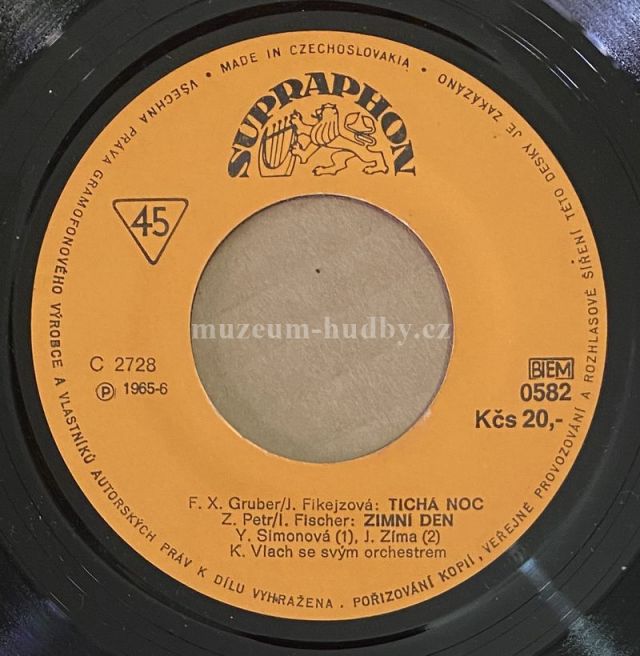 VŠECHNA PRÁVA GRAMOFONOVÉHO VÝROBCE A VLASTNÍKŮ AUTORSKÝCH PRÁV K DÍLU VYHRAŽENA. POŘIZOVÁNÍ KOPIÍ, VEŘEJNÉ PROVOZOVÁNÍ A ROZHLASOVÉ ŠÍŘENÍ TÉTO DESKY JE ZAKÁZÁNO • MADE IN CZECHOSLOVAKIA •
SUPRAPHON
45
muzeum-hudby.cz
C 2728
Ⓟ 1965-6
BIEM
0582
Kčs 20,-
F. X. Gruber/J. Fikejzová: TICHÁ NOC
Z. Petr/I. Fischer: ZIMNÍ DEN
Y. Simonová (1), J. Zíma (2)
K. Vlach se svým orchestrem